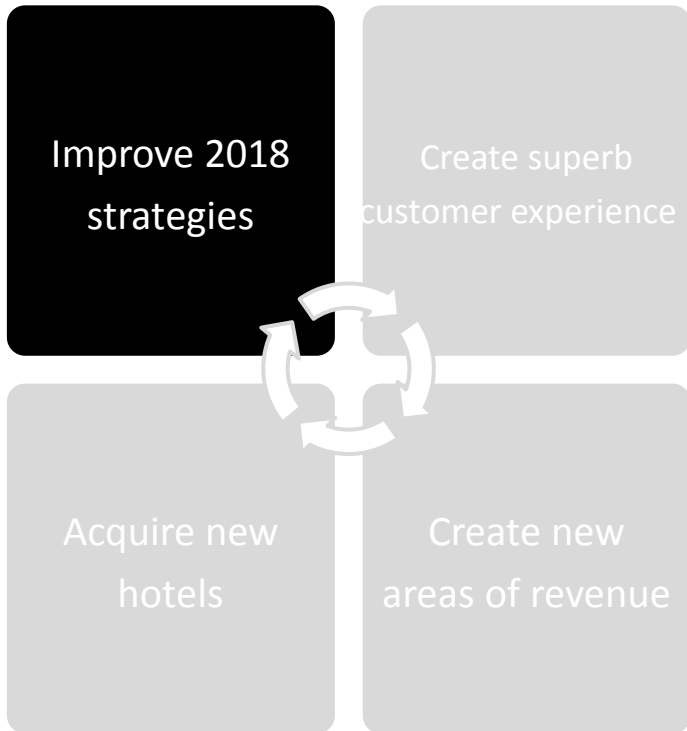 Improve 2018
strategies
Create superb
customer experience
Acquire new
hotels
Create new
areas of revenue